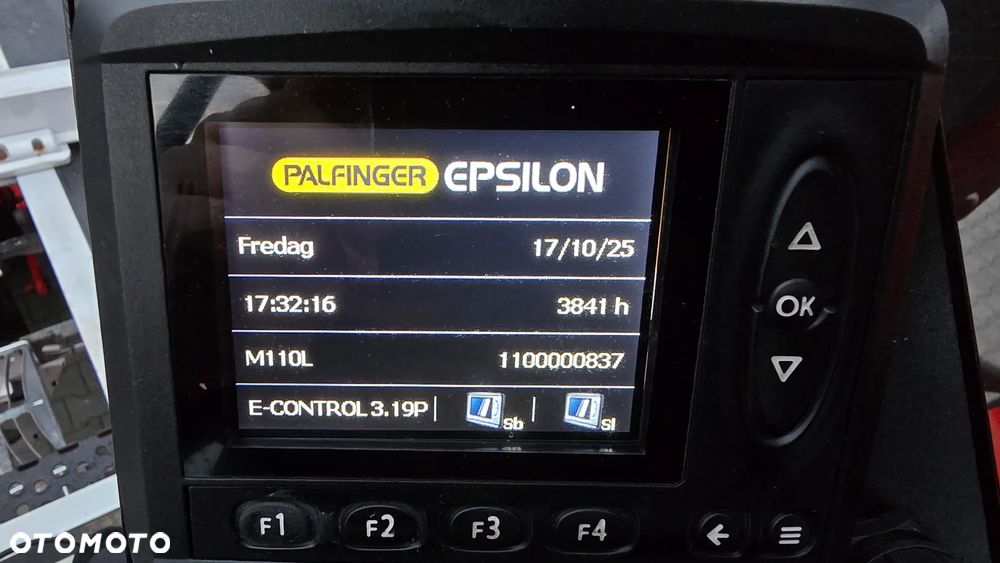 PALFINGER EPSILON
Fredag 17/10/25
17:32:16 3841 h
M110L 1100000837
E-CONTROL 3.19P Sb Sl
OK
F1 F2 F3 F4
OTOMOTO